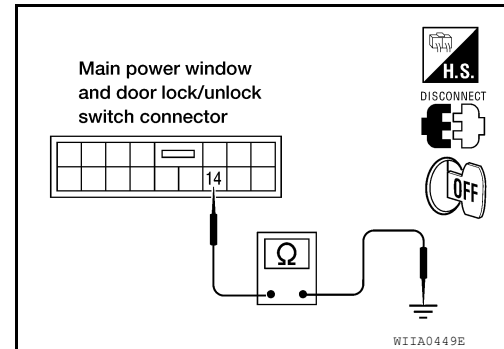 Main power window
and door lock/unlock
switch connector
H.S.
DISCONNECT
OFF
14
Ω
WIIA0449E